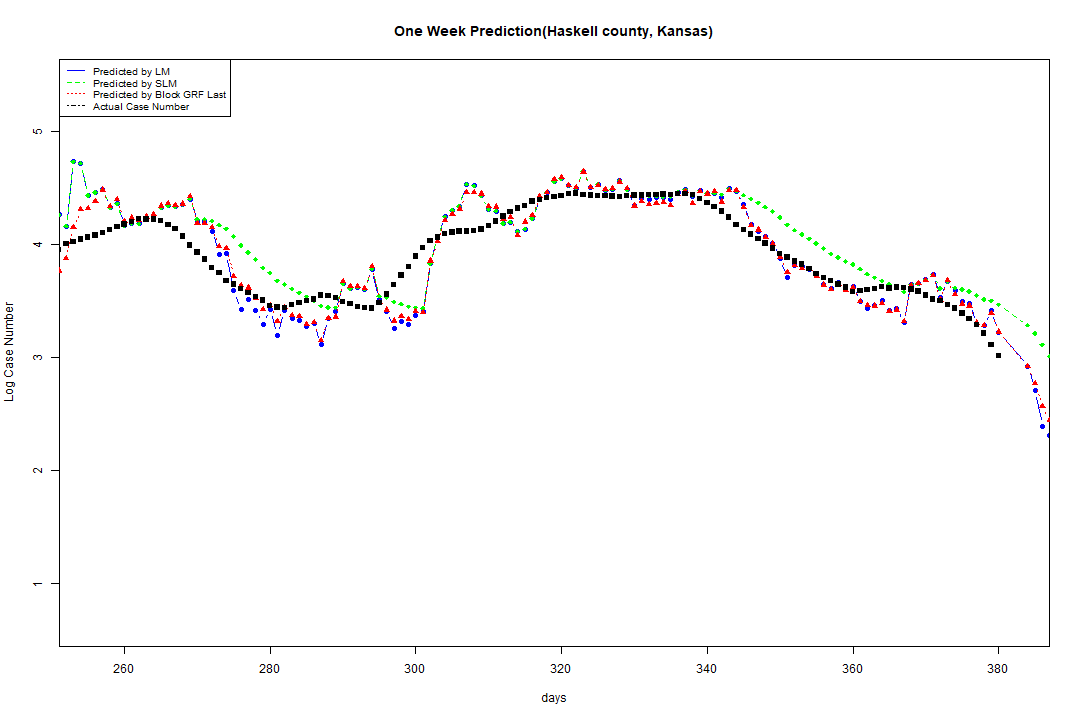 One Week Prediction(Haskell county, Kansas)
Predicted by LM
Predicted by SLM
Predicted by Block GRF Last
Actual Case Number
5
4
3
2
1
Log Case Number
260 280 300 320 340 360 380
days